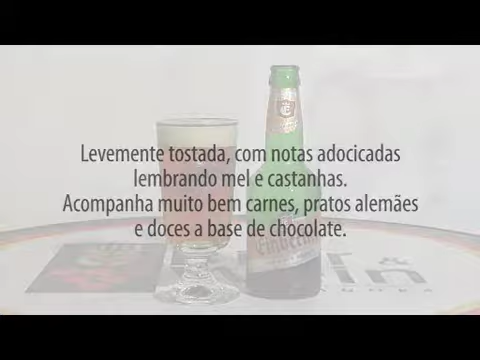 Levemente tostada, com notas adocicadas
lembrando mel e castanhas.
Acompanha muito bem carnes, pratos alemães
e doces a base de chocolate.